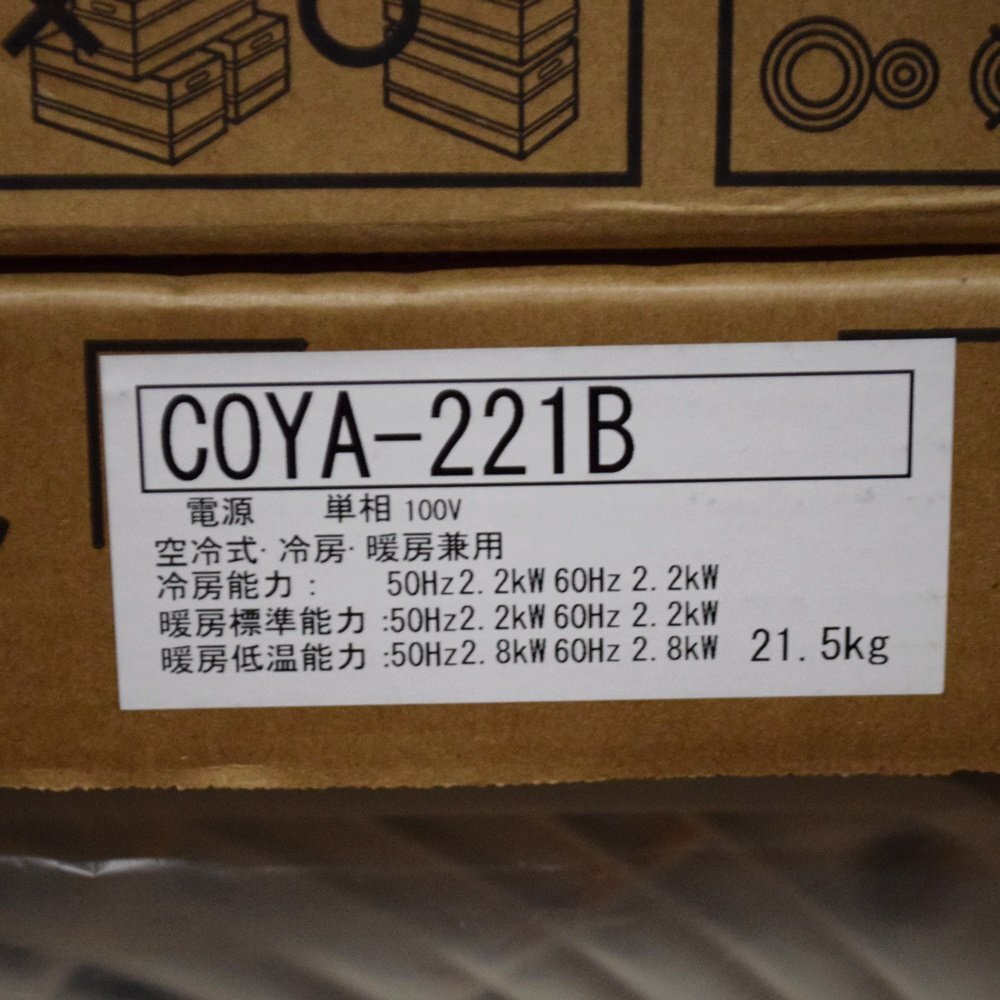 COYA-221B
電源 単相 100V
空冷式・冷房・暖房兼用
冷房能力: 50Hz2.2kW 60Hz 2.2kW
暖房標準能力:50Hz2.2kW 60Hz 2.2kW
暖房低温能力:50Hz2.8kW 60Hz 2.8kW 21.5kg